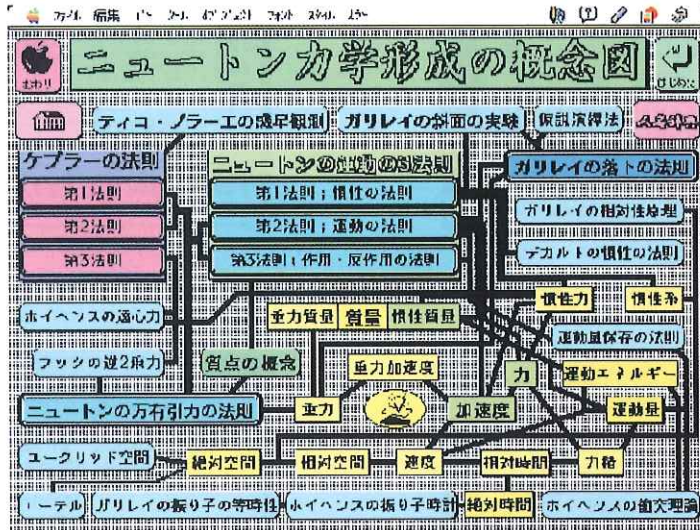 ファイル 編集
ニュートン力学形成の概念図
おわり
はじめに
ティコ・ブラーエの惑星観測
ガリレイの斜面の実験
仮説演繹法
ケプラーの法則
第1法則
第2法則
第3法則
ニュートンの運動の3法則
第1法則；慣性の法則
第2法則；運動の法則
第3法則；作用・反作用の法則
ガリレイの落下の法則
ガリレイの相対性原理
デカルトの慣性の法則
ホイヘンスの遠心力
重力質量
質量
慣性質量
慣性力
慣性系
運動量保存の法則
フックの逆2乗力
質点の概念
重力加速度
力
運動エネルギー
ニュートンの万有引力の法則
重力
加速度
運動量
ユークリッド空間
絶対空間
相対空間
速度
相対時間
力積
ガリレイの振り子の等時性
ホイヘンスの振り子時計
絶対時間
ホイヘンスの衝突理論